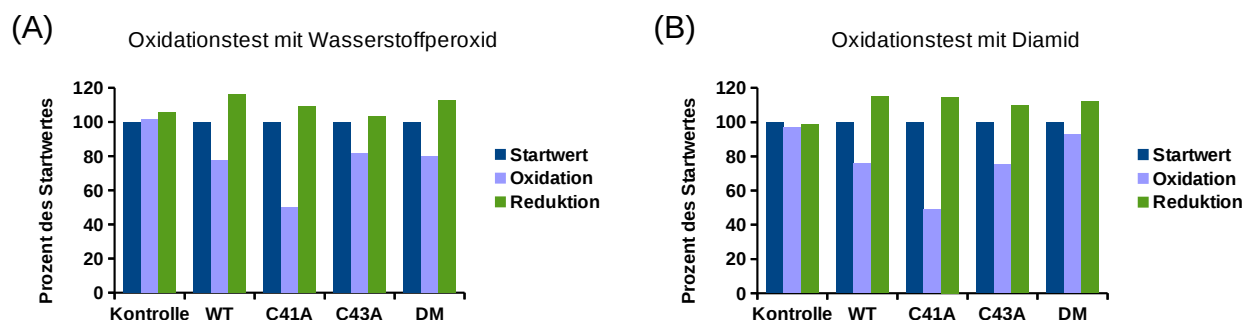 (A)
Oxidationstest mit Wasserstoffperoxid
Prozent des Startwertes
120
100
80
60
40
20
0
Kontrolle WT C41A C43A DM
Startwert
Oxidation
Reduktion
(B)
Oxidationstest mit Diamid
Prozent des Startwertes
120
100
80
60
40
20
0
Kontrolle WT C41A C43A DM
Startwert
Oxidation
Reduktion